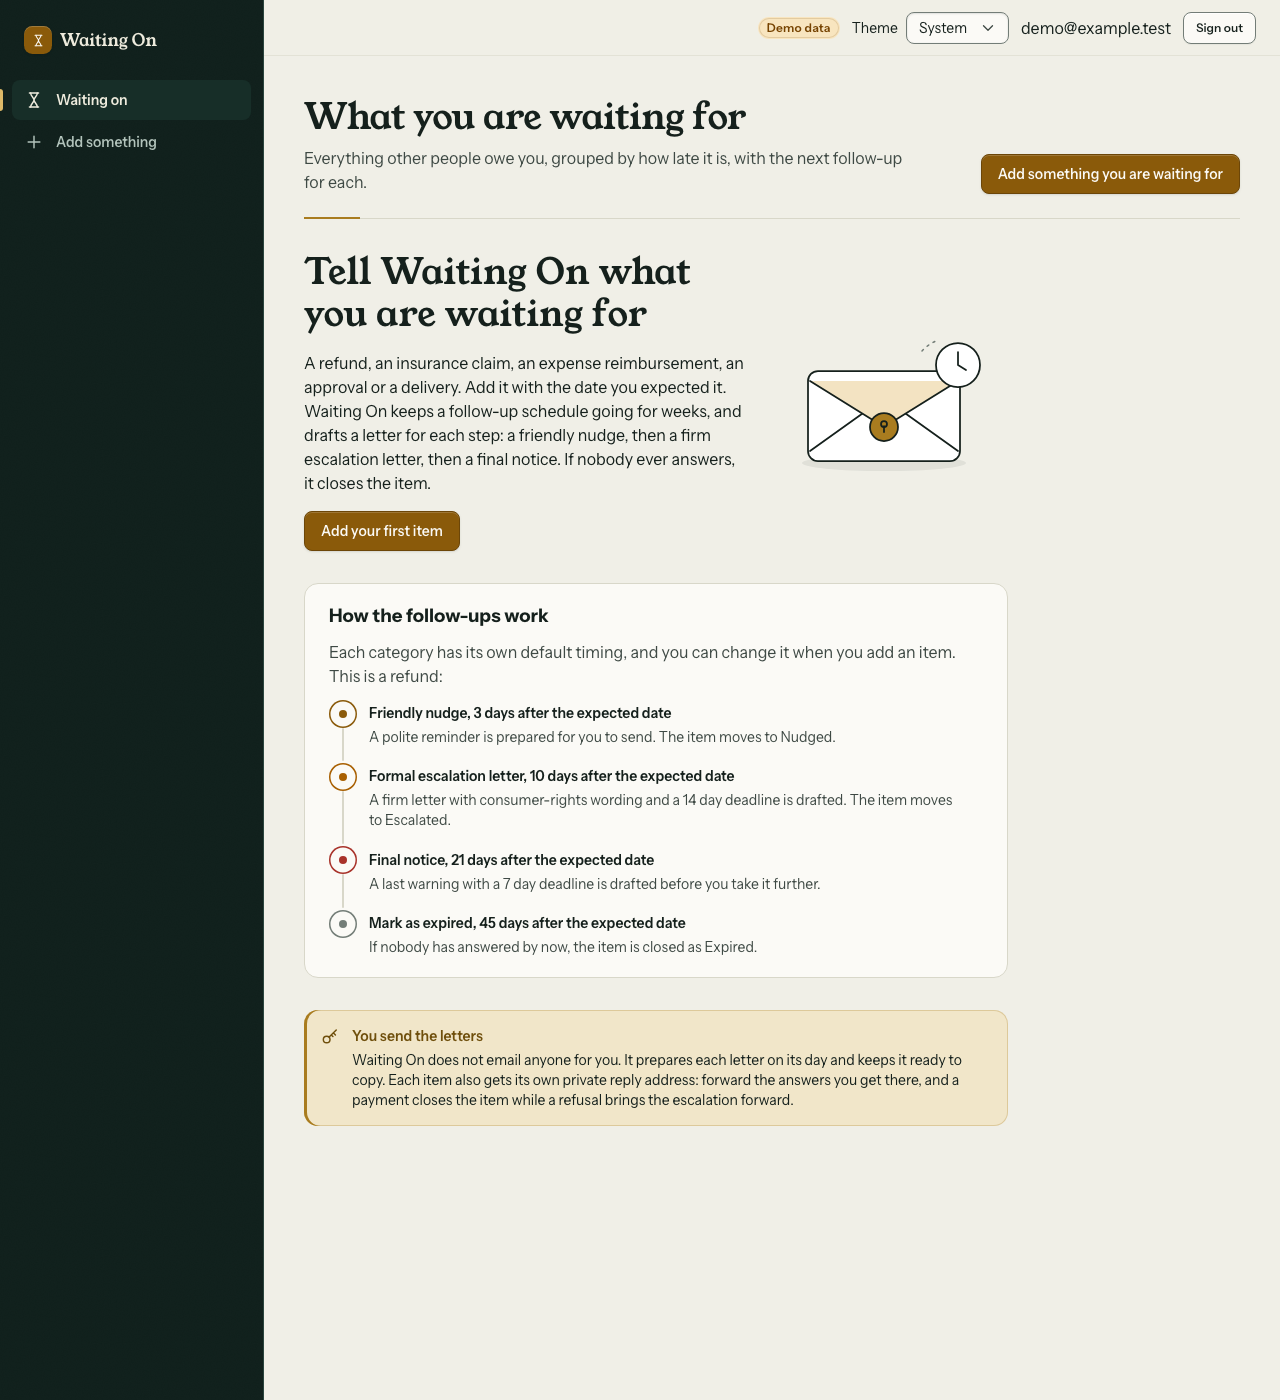 Waiting On
Waiting on
Add something
Demo data
Theme
System
demo@example.test
Sign out
What you are waiting for
Everything other people owe you, grouped by how late it is, with the next follow-up
for each.
Add something you are waiting for
Tell Waiting On what
you are waiting for
A refund, an insurance claim, an expense reimbursement, an
approval or a delivery. Add it with the date you expected it.
Waiting On keeps a follow-up schedule going for weeks, and
drafts a letter for each step: a friendly nudge, then a firm
escalation letter, then a final notice. If nobody ever answers,
it closes the item.
Add your first item
How the follow-ups work
Each category has its own default timing, and you can change it when you add an item.
This is a refund:
Friendly nudge, 3 days after the expected date
A polite reminder is prepared for you to send. The item moves to Nudged.
Formal escalation letter, 10 days after the expected date
A firm letter with consumer-rights wording and a 14 day deadline is drafted. The item moves
to Escalated.
Final notice, 21 days after the expected date
A last warning with a 7 day deadline is drafted before you take it further.
Mark as expired, 45 days after the expected date
If nobody has answered by now, the item is closed as Expired.
You send the letters
Waiting On does not email anyone for you. It prepares each letter on its day and keeps it ready to
copy. Each item also gets its own private reply address: forward the answers you get there, and a
payment closes the item while a refusal brings the escalation forward.